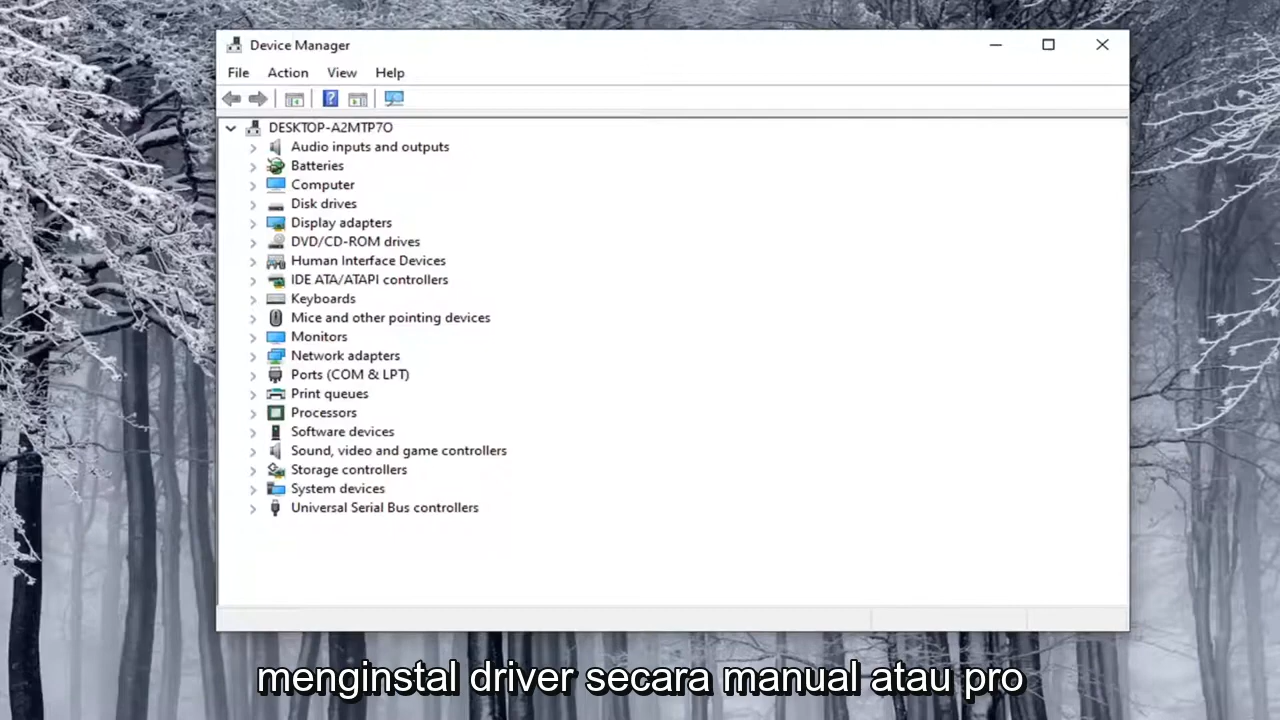 Device Manager
File Action View Help
DESKTOP-A2MTP7O
Audio inputs and outputs
Batteries
Computer
Disk drives
Display adapters
DVD/CD-ROM drives
Human Interface Devices
IDE ATA/ATAPI controllers
Keyboards
Mice and other pointing devices
Monitors
Network adapters
Ports (COM & LPT)
Print queues
Processors
Software devices
Sound, video and game controllers
Storage controllers
System devices
Universal Serial Bus controllers
menginstal driver secara manual atau pro